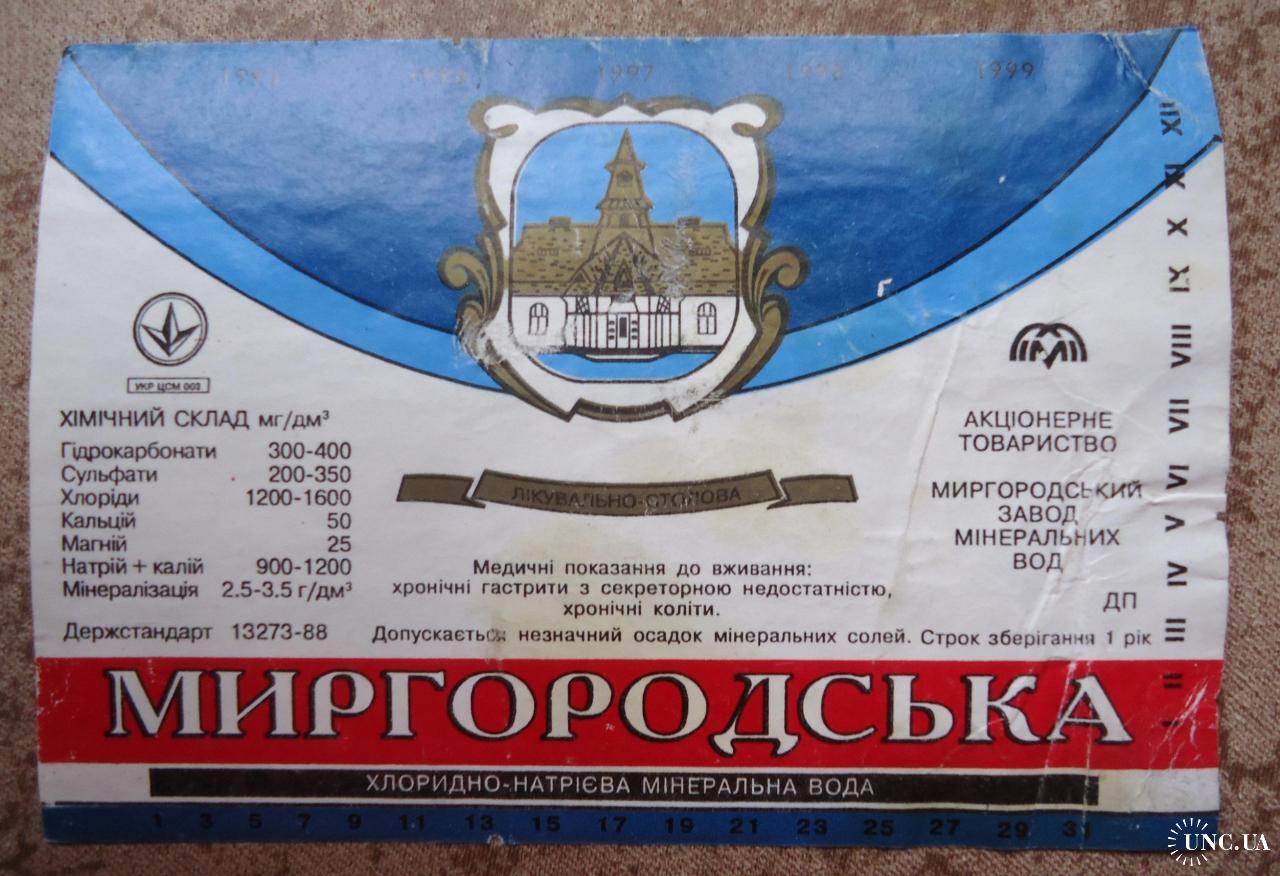 1997 1998 1999
УКР ЦСМ 003
ХІМІЧНИЙ СКЛАД мг/дм³
Гідрокарбонати 300-400
Сульфати 200-350
Хлориди 1200-1600
Кальцій 50
Магній 25
Натрій + калій 900-1200
Мінералізація 2.5-3.5 г/дм³
Держстандарт 13273-88
ЛІКУВАЛЬНО-СТОЛОВА
Медичні показання до вживання:
хронічні гастрити з секреторною недостатністю,
хронічні коліти.
Допускається незначний осадок мінеральних солей. Строк зберігання 1 рік
АКЦІОНЕРНЕ
ТОВАРИСТВО
МИРГОРОДСЬКИЙ
ЗАВОД
МІНЕРАЛЬНИХ
ВОД
ДП
I II III IV V VI VII VIII IX X XI XII
МИРГОРОДСЬКА
ХЛОРИДНО-НАТРІЄВА МІНЕРАЛЬНА ВОДА
1 3 5 7 9 11 13 15 17 19 21 23 25 27 29 31
UNC.UA